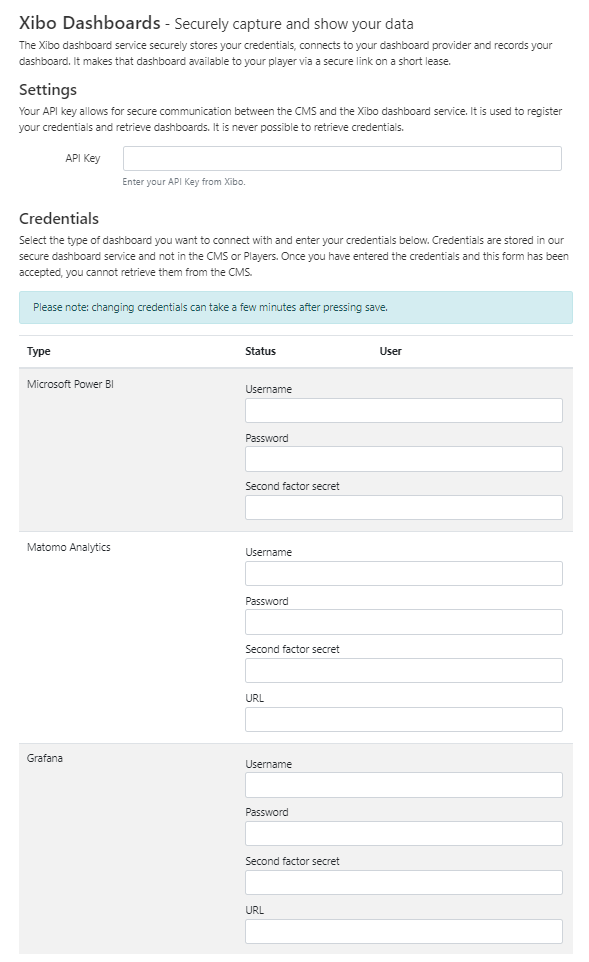 Xibo Dashboards - Securely capture and show your data
The Xibo dashboard service securely stores your credentials, connects to your dashboard provider and records your
dashboard. It makes that dashboard available to your player via a secure link on a short lease.
Settings
Your API key allows for secure communication between the CMS and the Xibo dashboard service. It is used to register
your credentials and retrieve dashboards. It is never possible to retrieve credentials.
API Key
Enter your API Key from Xibo.
Credentials
Select the type of dashboard you want to connect with and enter your credentials below. Credentials are stored in our
secure dashboard service and not in the CMS or Players. Once you have entered the credentials and this form has been
accepted, you cannot retrieve them from the CMS.
Please note: changing credentials can take a few minutes after pressing save.
Type Status User
Microsoft Power BI
Username
Password
Second factor secret
Matomo Analytics
Username
Password
Second factor secret
URL
Grafana
Username
Password
Second factor secret
URL